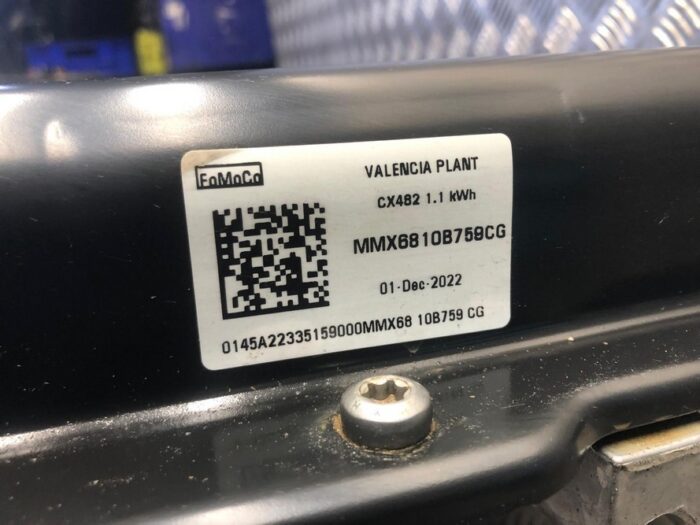 FoMoCo
VALENCIA PLANT
CX482 1.1 kWh
MMX6810B759CG
01-Dec-2022
0145A22335159000MMX68 10B759 CG